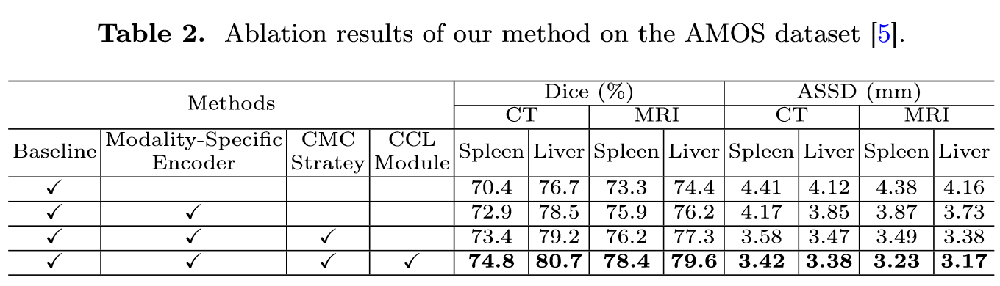 Table 2. Ablation results of our method on the AMOS dataset [5].
Methods Dice (%) ASSD (mm)
CT MRI CT MRI
Baseline Modality-Specific Encoder CMC Stratey CCL Module Spleen Liver Spleen Liver Spleen Liver Spleen Liver
✓ 70.4 76.7 73.3 74.4 4.41 4.12 4.38 4.16
✓ ✓ 72.9 78.5 75.9 76.2 4.17 3.85 3.87 3.73
✓ ✓ ✓ 73.4 79.2 76.2 77.3 3.58 3.47 3.49 3.38
✓ ✓ ✓ ✓ 74.8 80.7 78.4 79.6 3.42 3.38 3.23 3.17